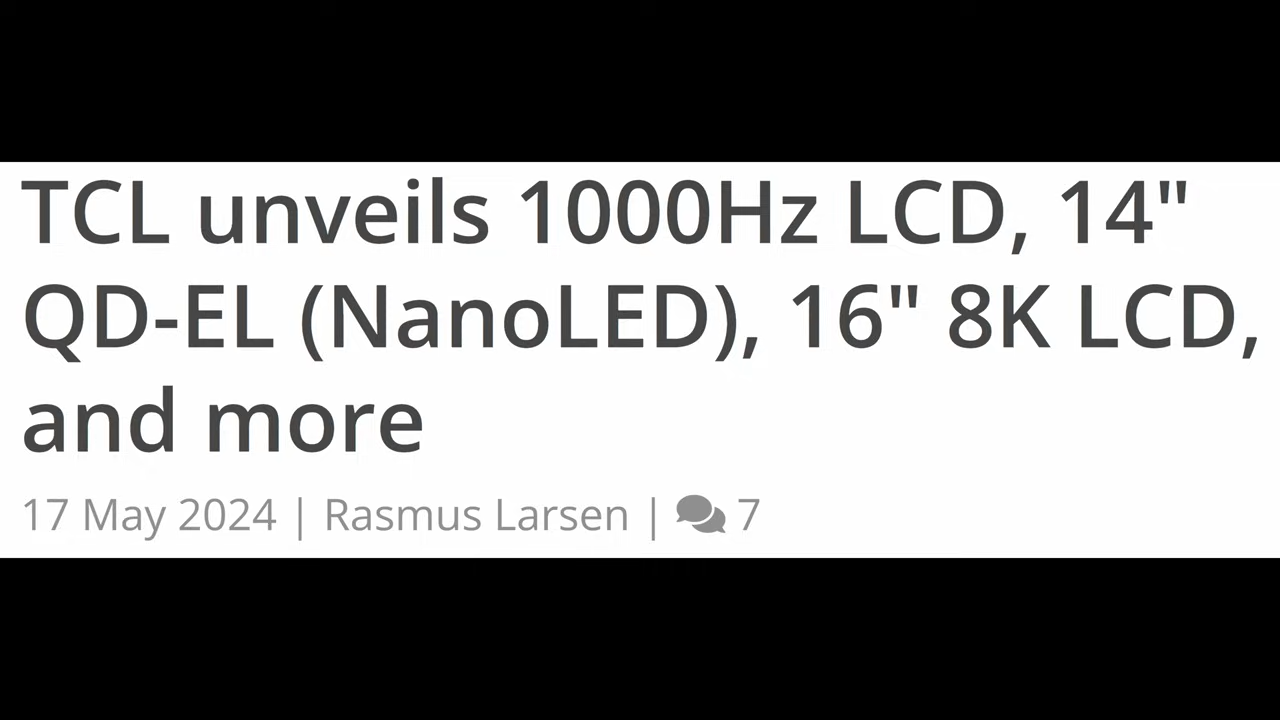 TCL unveils 1000Hz LCD, 14"
QD-EL (NanoLED), 16" 8K LCD,
and more
17 May 2024 | Rasmus Larsen | 7